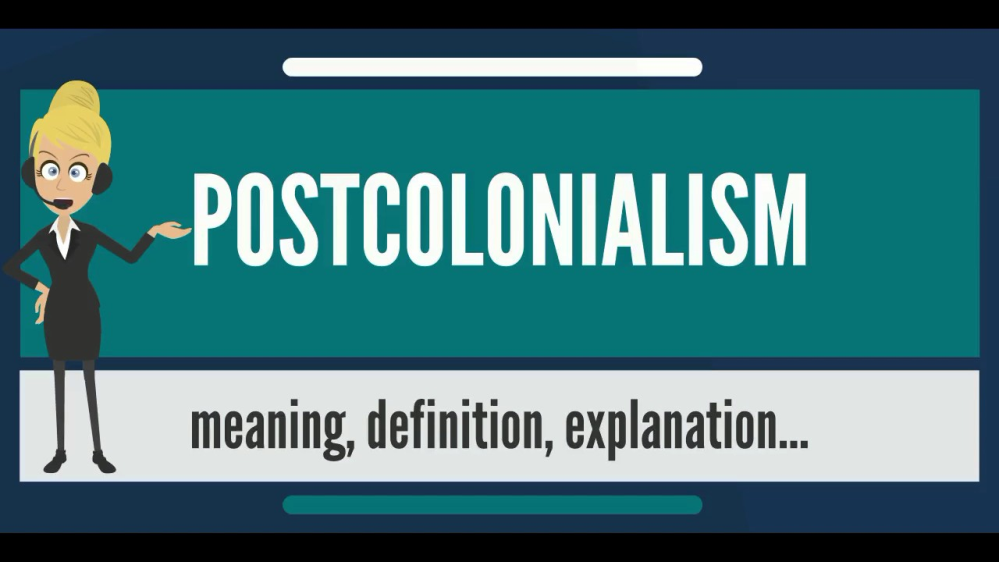 POSTCOLONIALISM
meaning, definition, explanation...